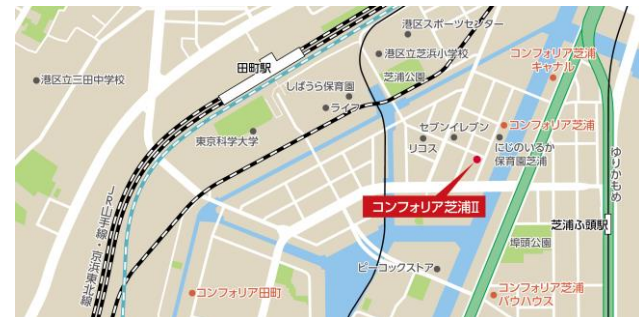 港区スポーツセンター
港区立芝浜小学校
コンフォリア芝浦
キャナル
田町駅
港区立三田中学校
芝浦公園
しばうら保育園
ライフ
セブンイレブン
コンフォリア芝浦
東京科学大学
リコス
にじのいるか
保育園芝浦
ゆりかもめ
コンフォリア芝浦II
芝浦ふ頭駅
JR山手線・京浜東北線
埠頭公園
ピーコックストア
コンフォリア田町
コンフォリア芝浦
バウハウス